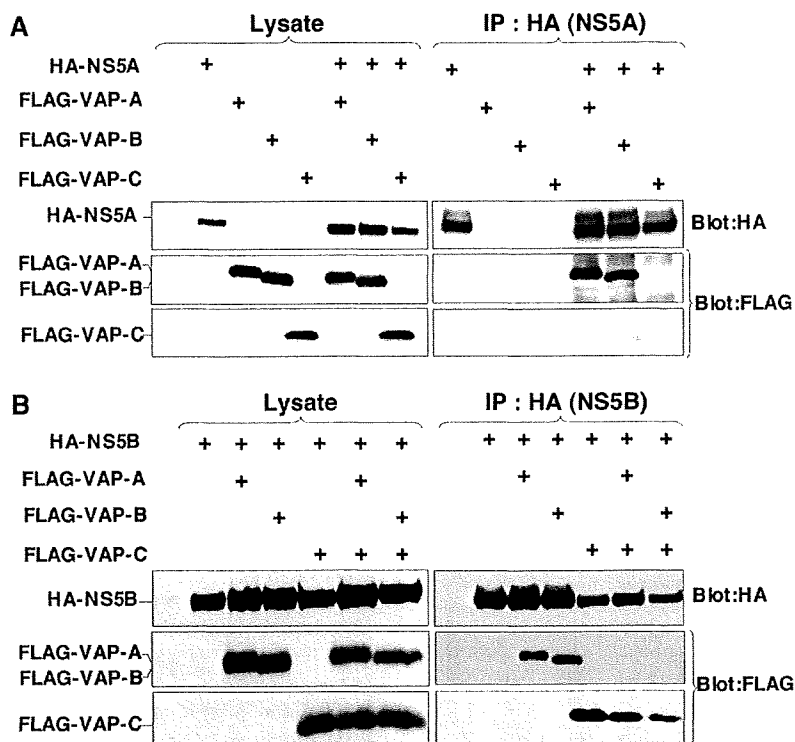 A
Lysate
IP : HA (NS5A)
HA-NS5A + + + + + + + +
FLAG-VAP-A + + + +
FLAG-VAP-B + + + +
FLAG-VAP-C + + + +
HA-NS5A
Blot:HA
FLAG-VAP-A
FLAG-VAP-B
Blot:FLAG
FLAG-VAP-C
B
Lysate
IP : HA (NS5B)
HA-NS5B + + + + + + + + + + + +
FLAG-VAP-A + + + +
FLAG-VAP-B + + + +
FLAG-VAP-C + + + + + +
HA-NS5B
Blot:HA
FLAG-VAP-A
FLAG-VAP-B
Blot:FLAG
FLAG-VAP-C